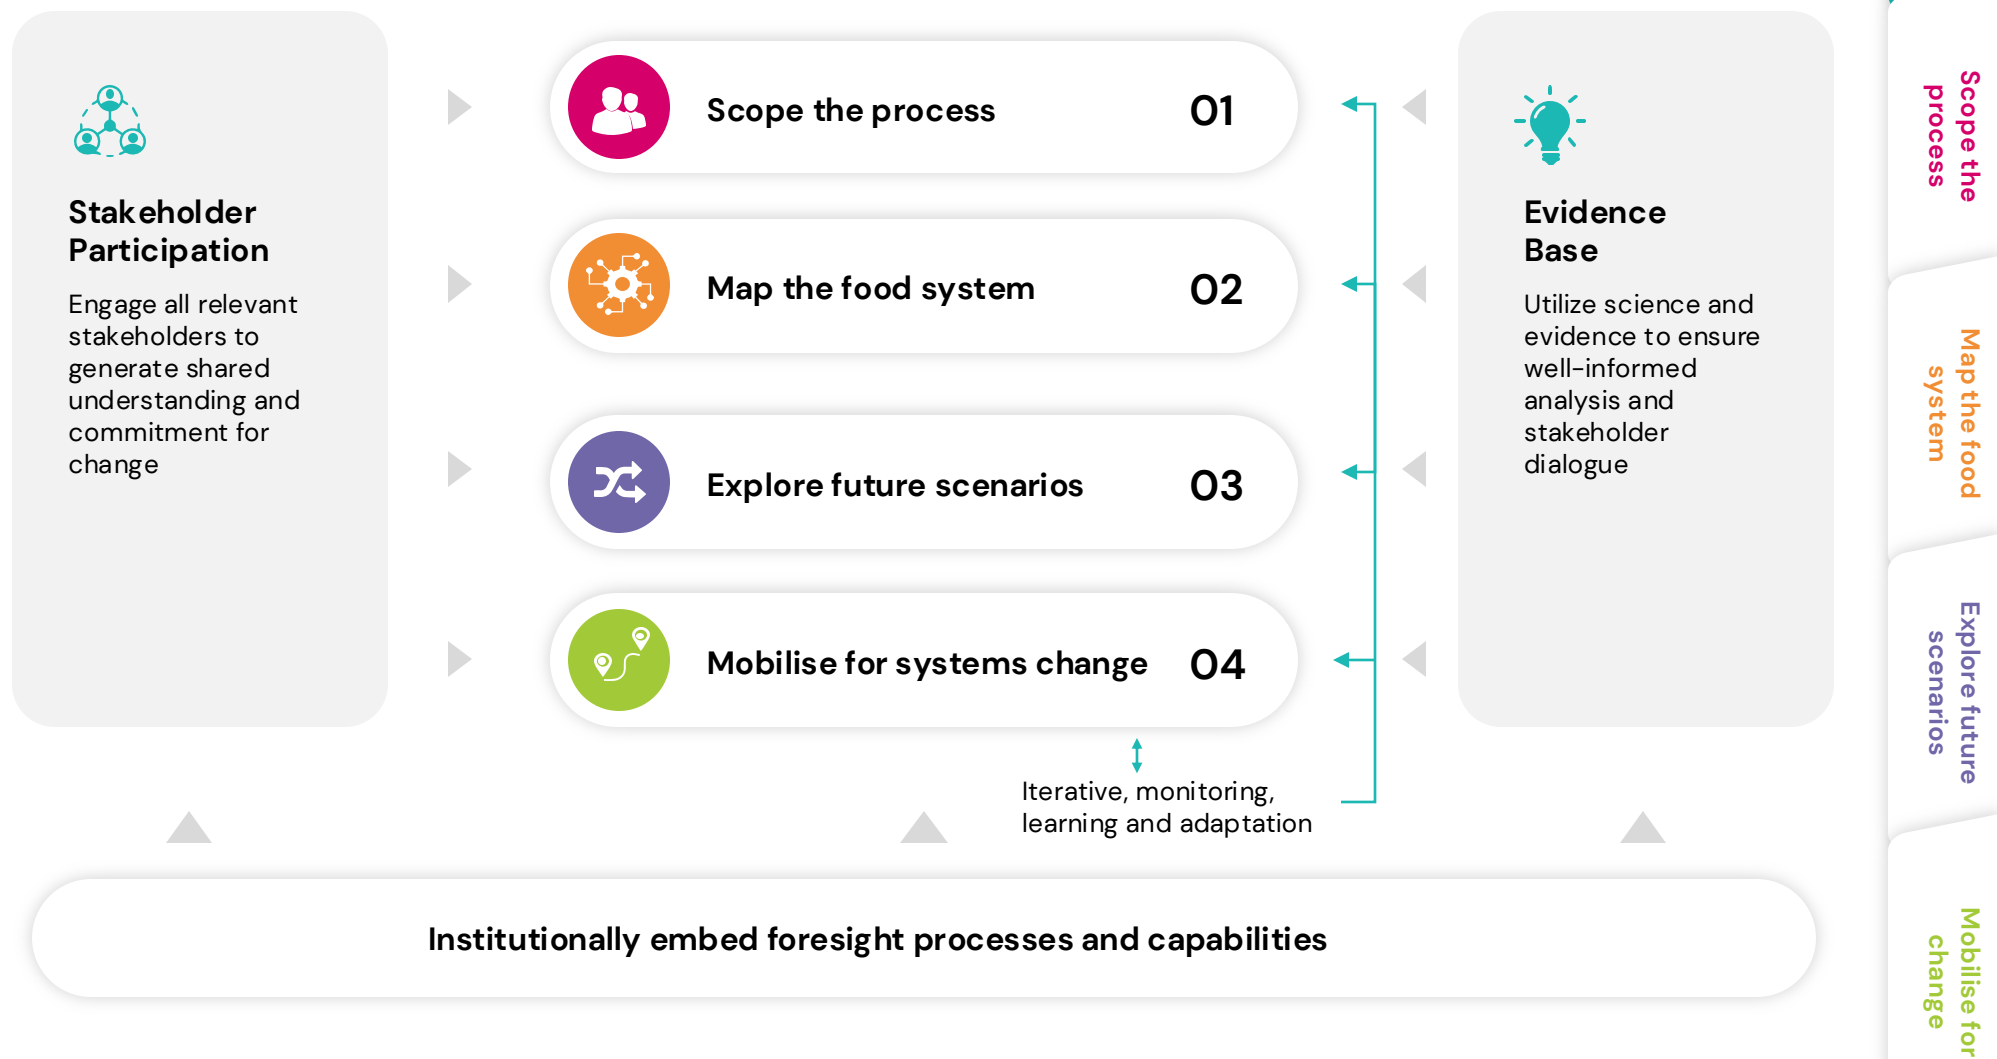 Stakeholder
Participation
Engage all relevant
stakeholders to
generate shared
understanding and
commitment for
change
Scope the process 01
Map the food system 02
Explore future scenarios 03
Mobilise for systems change 04
Iterative, monitoring,
learning and adaptation
Evidence
Base
Utilize science and
evidence to ensure
well-informed
analysis and
stakeholder
dialogue
Institutionally embed foresight processes and capabilities
Scope the
process
Map the food
system
Explore future
scenarios
Mobilise for
change